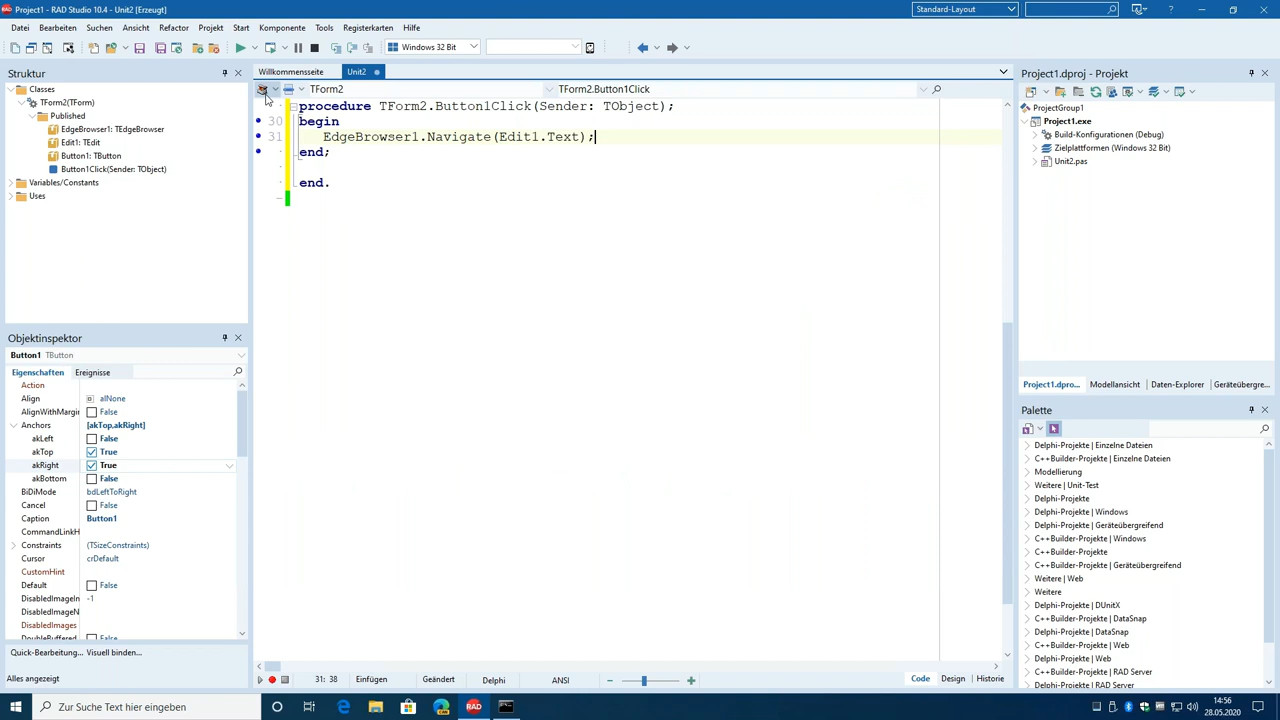 Project1 - RAD Studio 10.4 - Unit2 [Erzeugt]
Standard-Layout
Datei Bearbeiten Suchen Ansicht Refactor Projekt Start Komponente Tools Registerkarten Hilfe
Windows 32 Bit
Struktur
Classes
TForm2(TForm)
Published
EdgeBrowser1: TEdgeBrowser
Edit1: TEdit
Button1: TButton
Button1Click(Sender: TObject)
Variables/Constants
Uses
Objektinspektor
Button1 TButton
Eigenschaften Ereignisse
Action
Align alNone
AlignWithMargin False
Anchors [akTop,akRight]
akLeft False
akTop True
akRight True
akBottom False
BiDiMode bdLeftToRight
Cancel False
Caption Button1
CommandLinkH
Constraints (TSizeConstraints)
Cursor crDefault
CustomHint
Default False
DisabledImageIn -1
DisabledImageN
DisabledImages
DoubleBuffered False
Quick-Bearbeitung... Visuell binden...
Alles angezeigt
Willkommensseite Unit2
TForm2 TForm2.Button1Click
procedure TForm2.Button1Click(Sender: TObject);
30 begin
31 EdgeBrowser1.Navigate(Edit1.Text);
end;
end.
31: 38 Einfügen Geändert Delphi ANSI Code Design Historie
Project1.dproj - Projekt
ProjectGroup1
Project1.exe
Build-Konfigurationen (Debug)
Zielplattformen (Windows 32 Bit)
Unit2.pas
Project1.dpro... Modellansicht Daten-Explorer Geräteübergre...
Palette
Delphi-Projekte | Einzelne Dateien
C++Builder-Projekte | Einzelne Dateien
Modellierung
Weitere | Unit-Test
Delphi-Projekte
Delphi-Projekte | Windows
Delphi-Projekte | Geräteübergreifend
C++Builder-Projekte | Windows
C++Builder-Projekte
C++Builder-Projekte | Geräteübergreifend
Weitere | Web
Weitere
Delphi-Projekte | DUnitX
C++Builder-Projekte | DataSnap
Delphi-Projekte | DataSnap
C++Builder-Projekte | Web
Delphi-Projekte | Web
C++Builder-Projekte | RAD Server
Delphi-Projekte | RAD Server
Zur Suche Text hier eingeben
RAD
14:56
28.05.2020